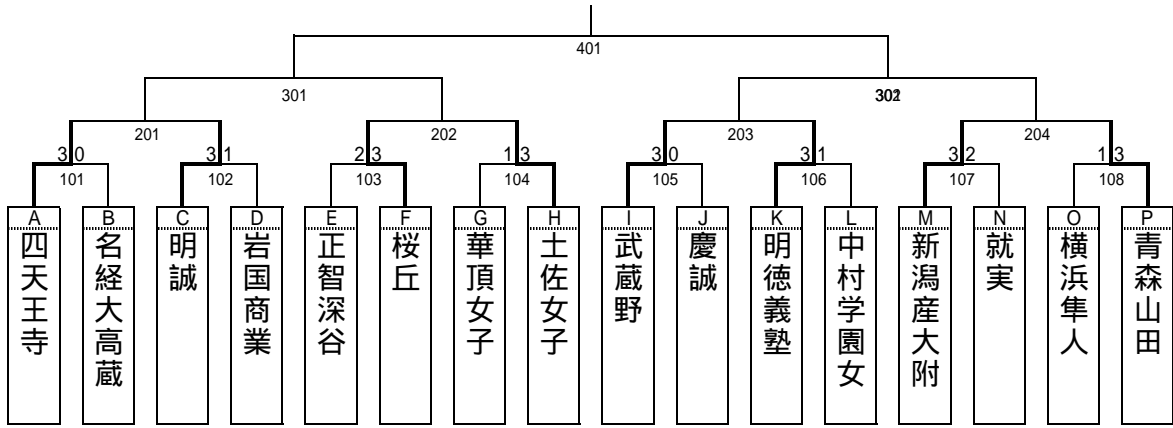 401
301
302
201
202
203
204
3 0
3 1
2 3
1 3
3 0
3 1
3 2
1 3
101
102
103
104
105
106
107
108
A
B
C
D
E
F
G
H
I
J
K
L
M
N
O
P
四天王寺
名経大高蔵
明誠
岩国商業
正智深谷
桜丘
華頂女子
土佐女子
武蔵野
慶誠
明徳義塾
中村学園女
新潟産大附
就実
横浜隼人
青森山田